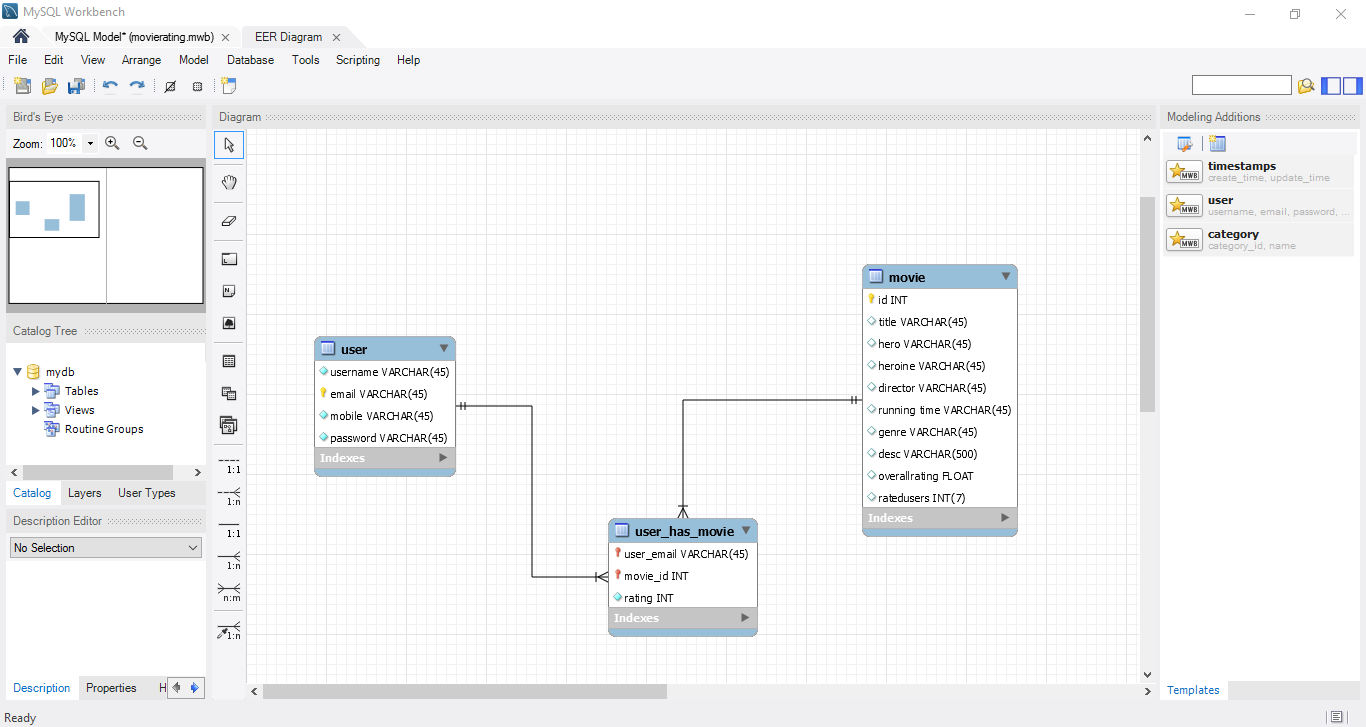 MySQL Workbench
MySQL Model* (movierating.mwb)
EER Diagram
File Edit View Arrange Model Database Tools Scripting Help
Bird's Eye
Zoom: 100%
Catalog Tree
mydb
Tables
Views
Routine Groups
Catalog Layers User Types
Description Editor
No Selection
Description Properties H
Ready
Diagram
1:1
1:n
1:1
1:n
n:m
1:n
user
username VARCHAR(45)
email VARCHAR(45)
mobile VARCHAR(45)
password VARCHAR(45)
Indexes
user_has_movie
user_email VARCHAR(45)
movie_id INT
rating INT
Indexes
movie
id INT
title VARCHAR(45)
hero VARCHAR(45)
heroine VARCHAR(45)
director VARCHAR(45)
running time VARCHAR(45)
genre VARCHAR(45)
desc VARCHAR(500)
overallrating FLOAT
ratedusers INT(7)
Indexes
Modeling Additions
MWB
timestamps
create_time, update_time
MWB
user
username, email, password, ...
MWB
category
category_id, name
Templates